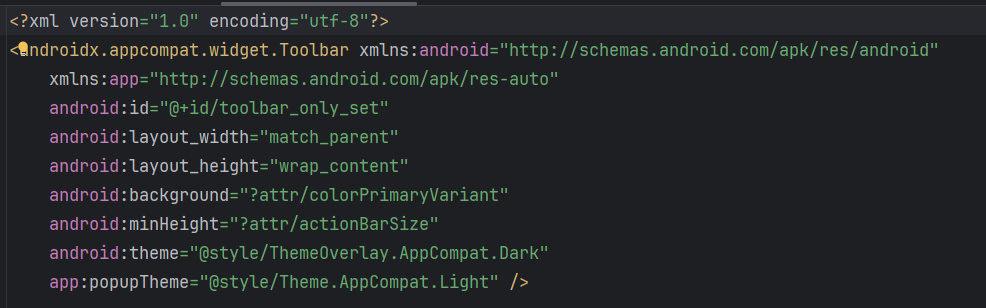 <?xml version="1.0" encoding="utf-8"?>
<androidx.appcompat.widget.Toolbar xmlns:android="http://schemas.android.com/apk/res/android"
    xmlns:app="http://schemas.android.com/apk/res-auto"
    android:id="@+id/toolbar_only_set"
    android:layout_width="match_parent"
    android:layout_height="wrap_content"
    android:background="?attr/colorPrimaryVariant"
    android:minHeight="?attr/actionBarSize"
    android:theme="@style/ThemeOverlay.AppCompat.Dark"
    app:popupTheme="@style/Theme.AppCompat.Light" />